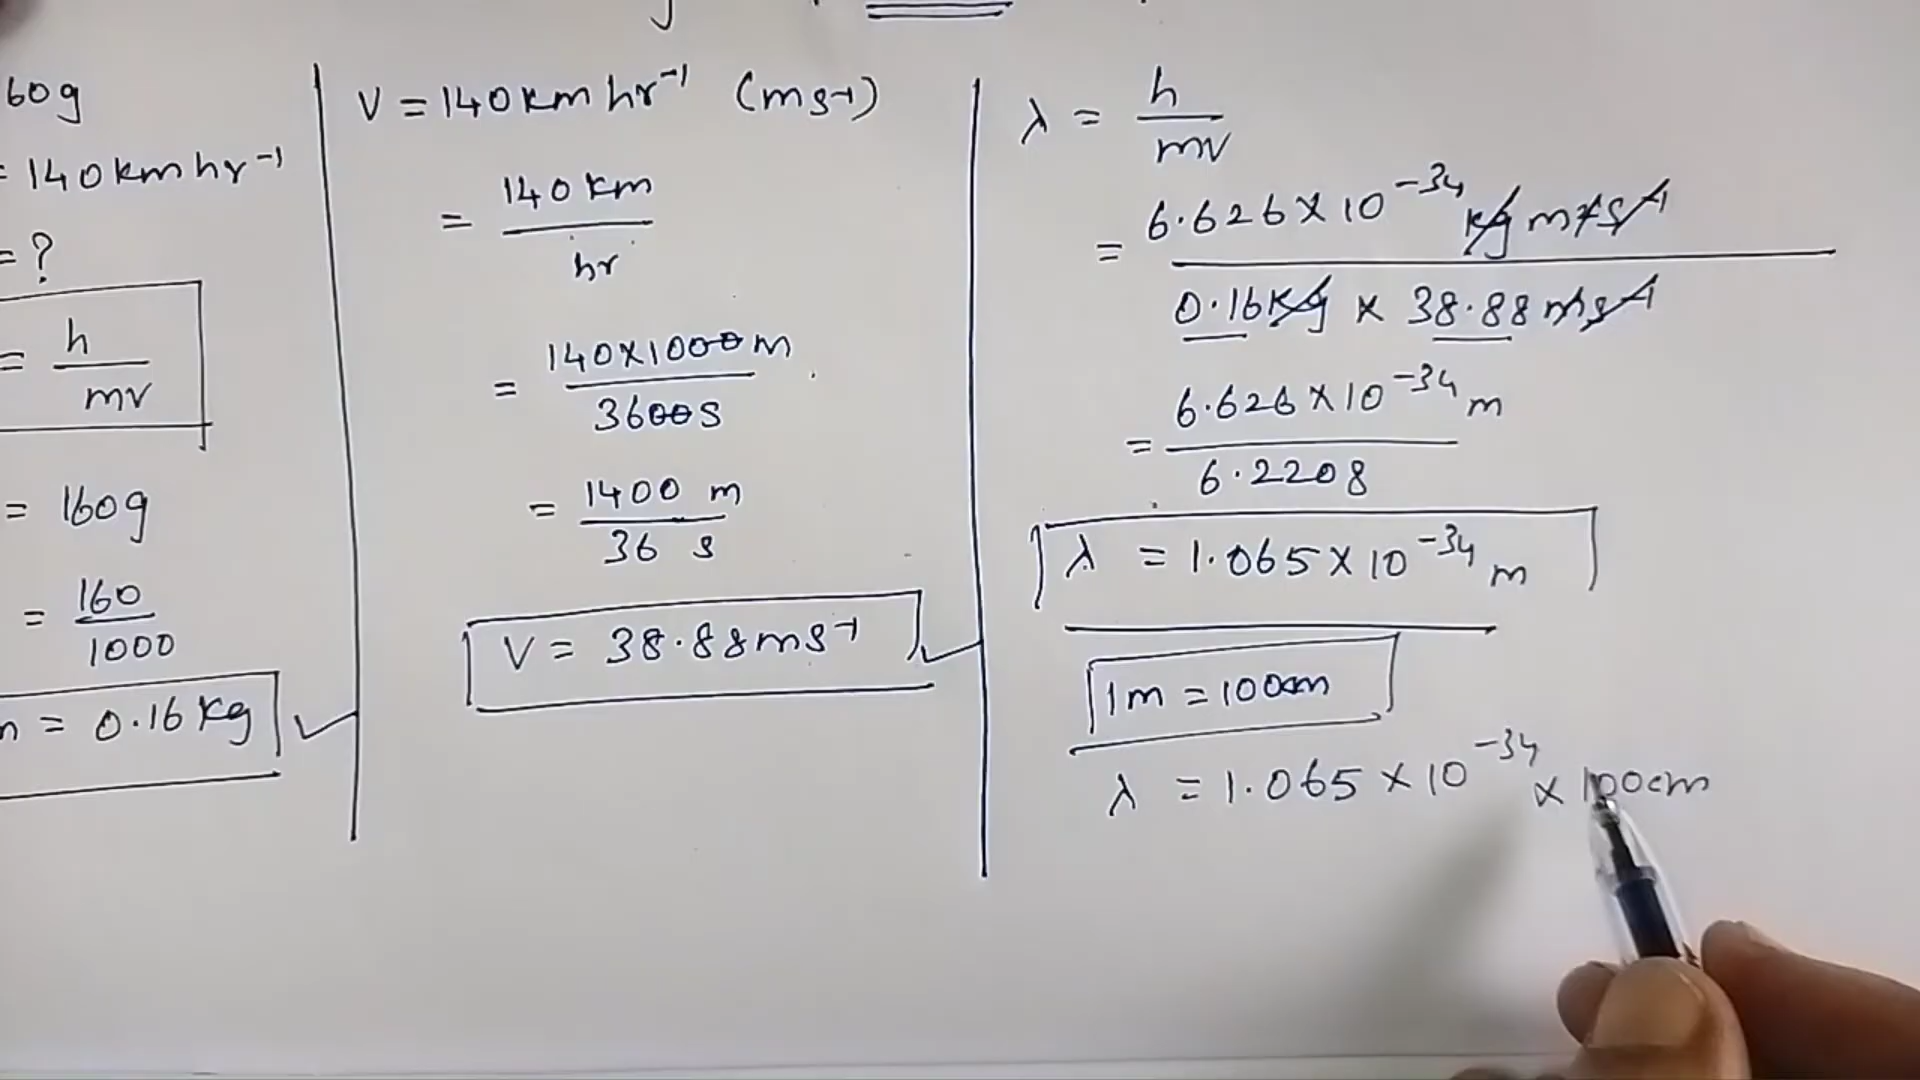 60g
= 140 km hr⁻¹
= ?
= h / mv
= 160g
= 160 / 1000
= 0.16 kg
V = 140 km hr⁻¹ (ms⁻¹)
= 140 km / hr
= 140 × 1000 m / 3600 s
= 1400 m / 36 s
V = 38.88 ms⁻¹
λ = h / mv
= 6.626 × 10⁻³⁴ kg m² s⁻¹ / 0.16 kg × 38.88 ms⁻¹
= 6.626 × 10⁻³⁴ m / 6.2208
λ = 1.065 × 10⁻³⁴ m
1m = 100cm
λ = 1.065 × 10⁻³⁴ × 100cm